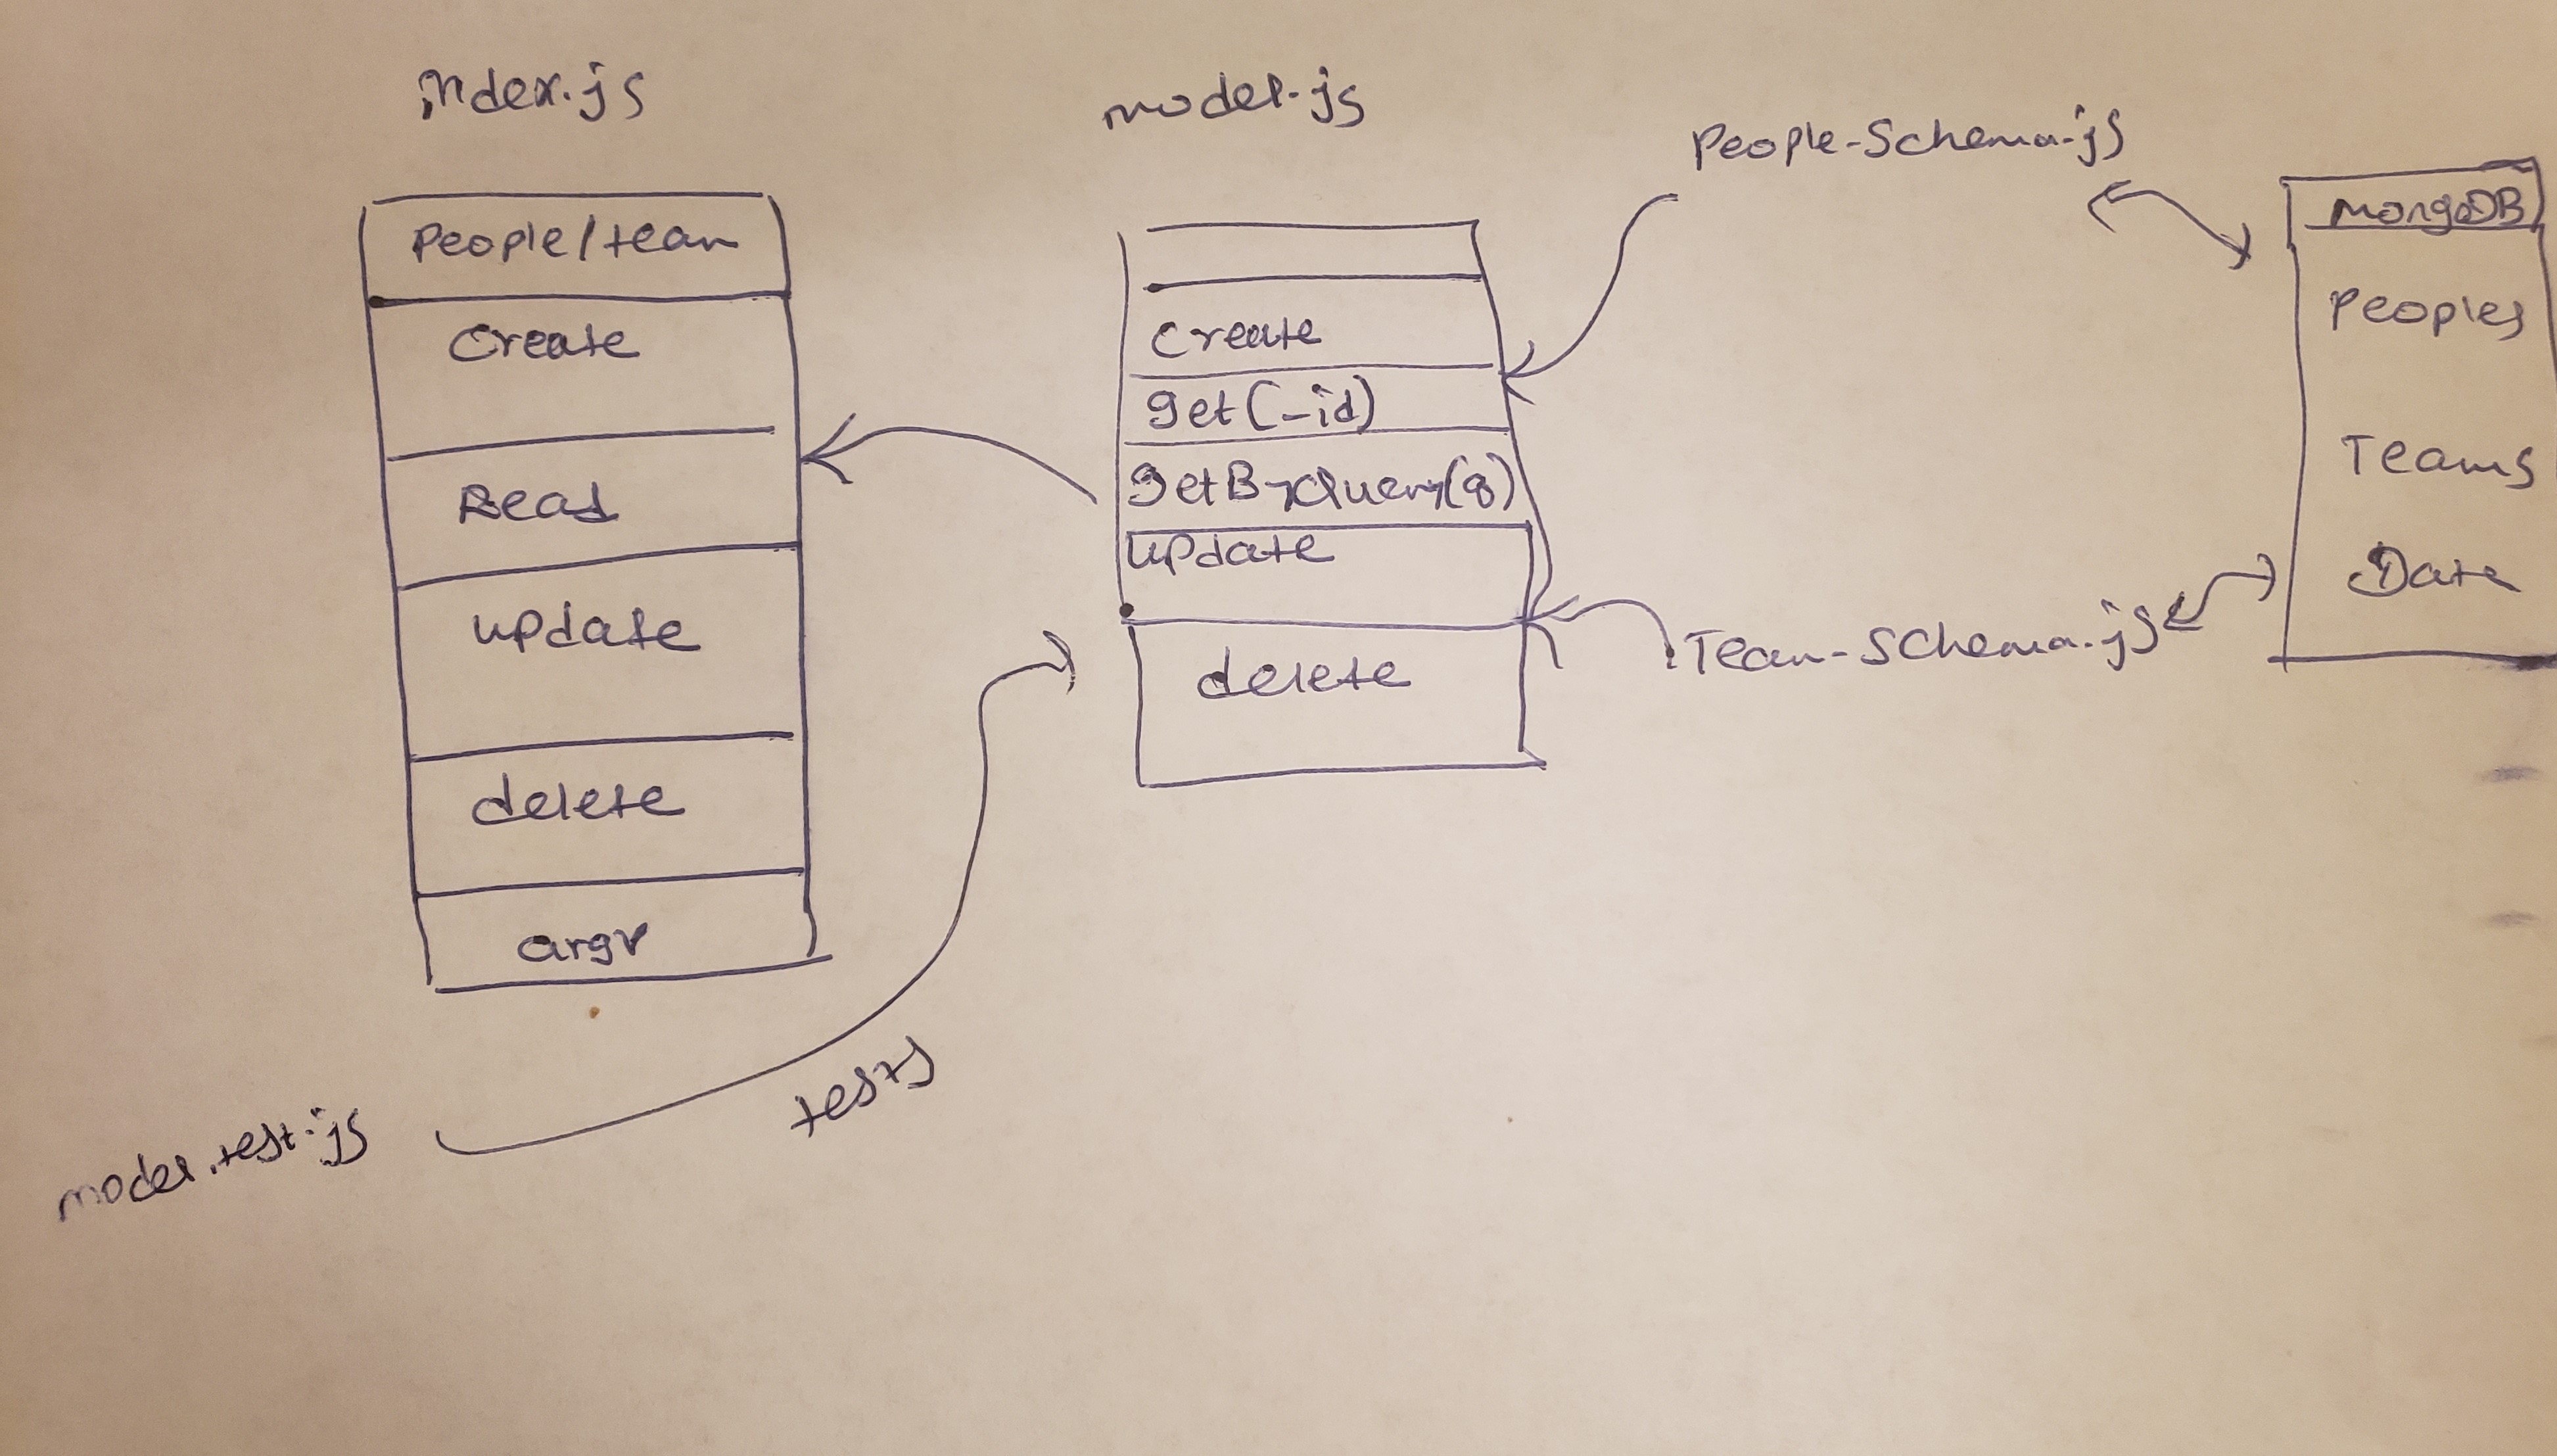 index.js
People/team
Create
Read
update
delete
argv
model.js
create
get(_id)
getByQuery(q)
update
delete
People-Schema.js
Team-Schema.js
MongoDB
Peoples
Teams
Date
model.test.js
tests